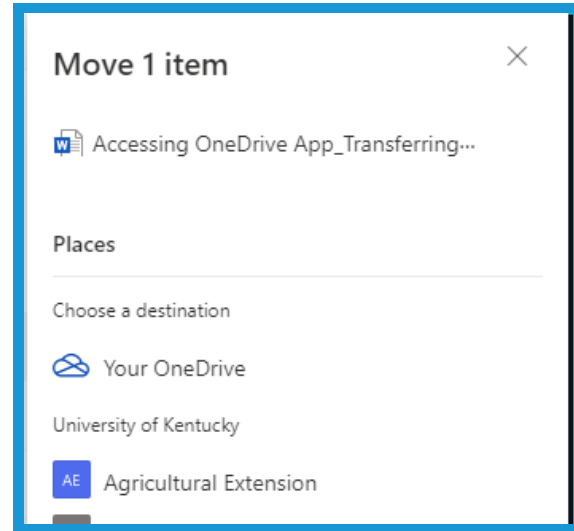 Move 1 item
W Accessing OneDrive App_Transferring...
Places
Choose a destination
Your OneDrive
University of Kentucky
AE Agricultural Extension